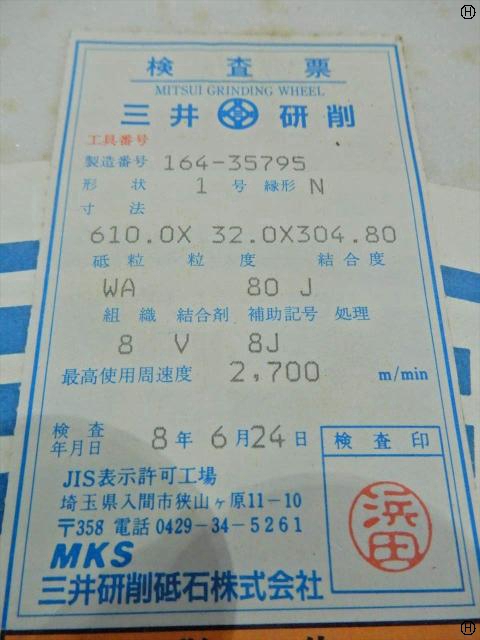 検査票
MITSUI GRINDING WHEEL
三井 研削
工具番号
製造番号 164-35795
形状 1 号 縁形 N
寸法
610.0X 32.0X304.80
砥粒 粒度 結合度
WA 80 J
組織 結合剤 補助記号 処理
8 V 8J
最高使用周速度 2,700 m/min
検査年月日 8年 6月24日
検査印
浜田
JIS表示許可工場
埼玉県入間市狭山ヶ原11-10
〒358 電話 0429-34-5261
MKS
三井研削砥石株式会社